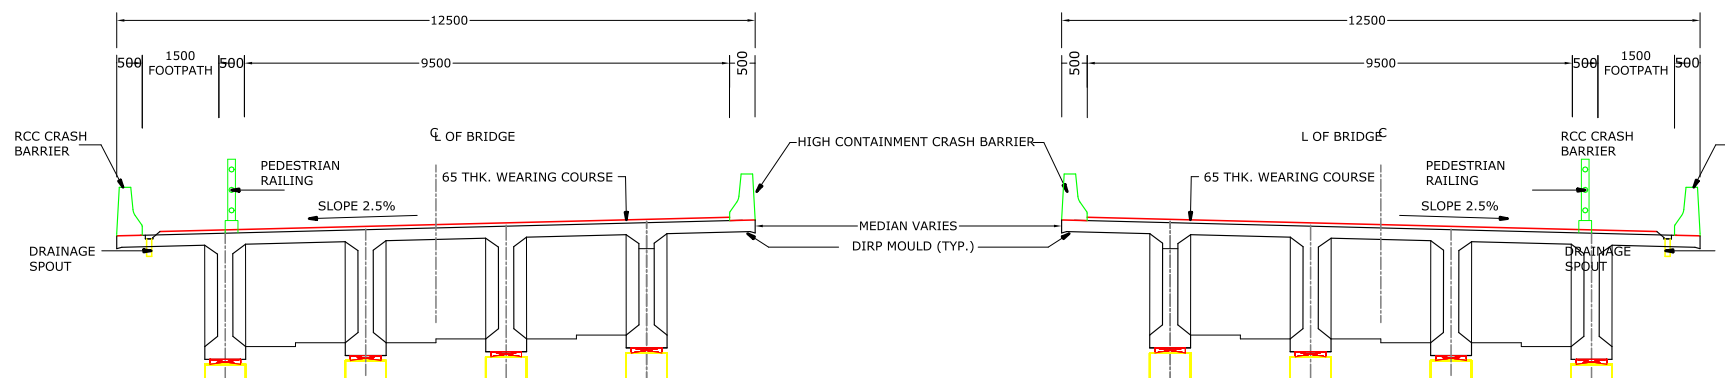 12500
12500
500
1500
FOOTPATH
500
9500
500
500
9500
500
1500
FOOTPATH
500
RCC CRASH
BARRIER
PEDESTRIAN
RAILING
C
L OF BRIDGE
HIGH CONTAINMENT CRASH BARRIER
L OF BRIDGE
C
RCC CRASH
BARRIER
PEDESTRIAN
RAILING
65 THK. WEARING COURSE
65 THK. WEARING COURSE
SLOPE 2.5%
SLOPE 2.5%
MEDIAN VARIES
DIRP MOULD (TYP.)
DRAINAGE
SPOUT
DRAINAGE
SPOUT